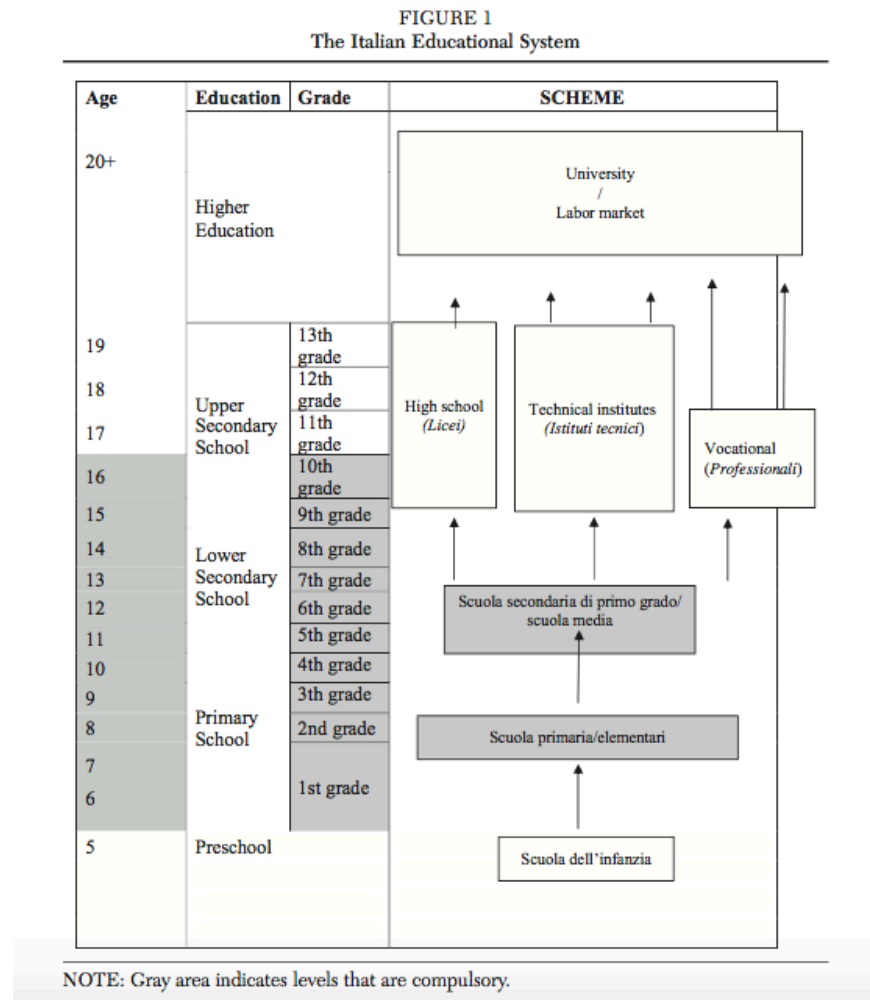 FIGURE 1
The Italian Educational System
Age
Education
Grade
SCHEME
20+
Higher
Education
University
/
Labor market
19
18
17
16
15
14
13
12
11
10
9
8
7
6
5
Upper
Secondary
School
Lower
Secondary
School
Primary
School
Preschool
13th
grade
12th
grade
11th
grade
10th
grade
9th grade
8th grade
7th grade
6th grade
5th grade
4th grade
3th grade
2nd grade
1st grade
High school
(Licei)
Technical institutes
(Istituti tecnici)
Vocational
(Professionali)
Scuola secondaria di primo grado/
scuola media
Scuola primaria/elementari
Scuola dell'infanzia
NOTE: Gray area indicates levels that are compulsory.